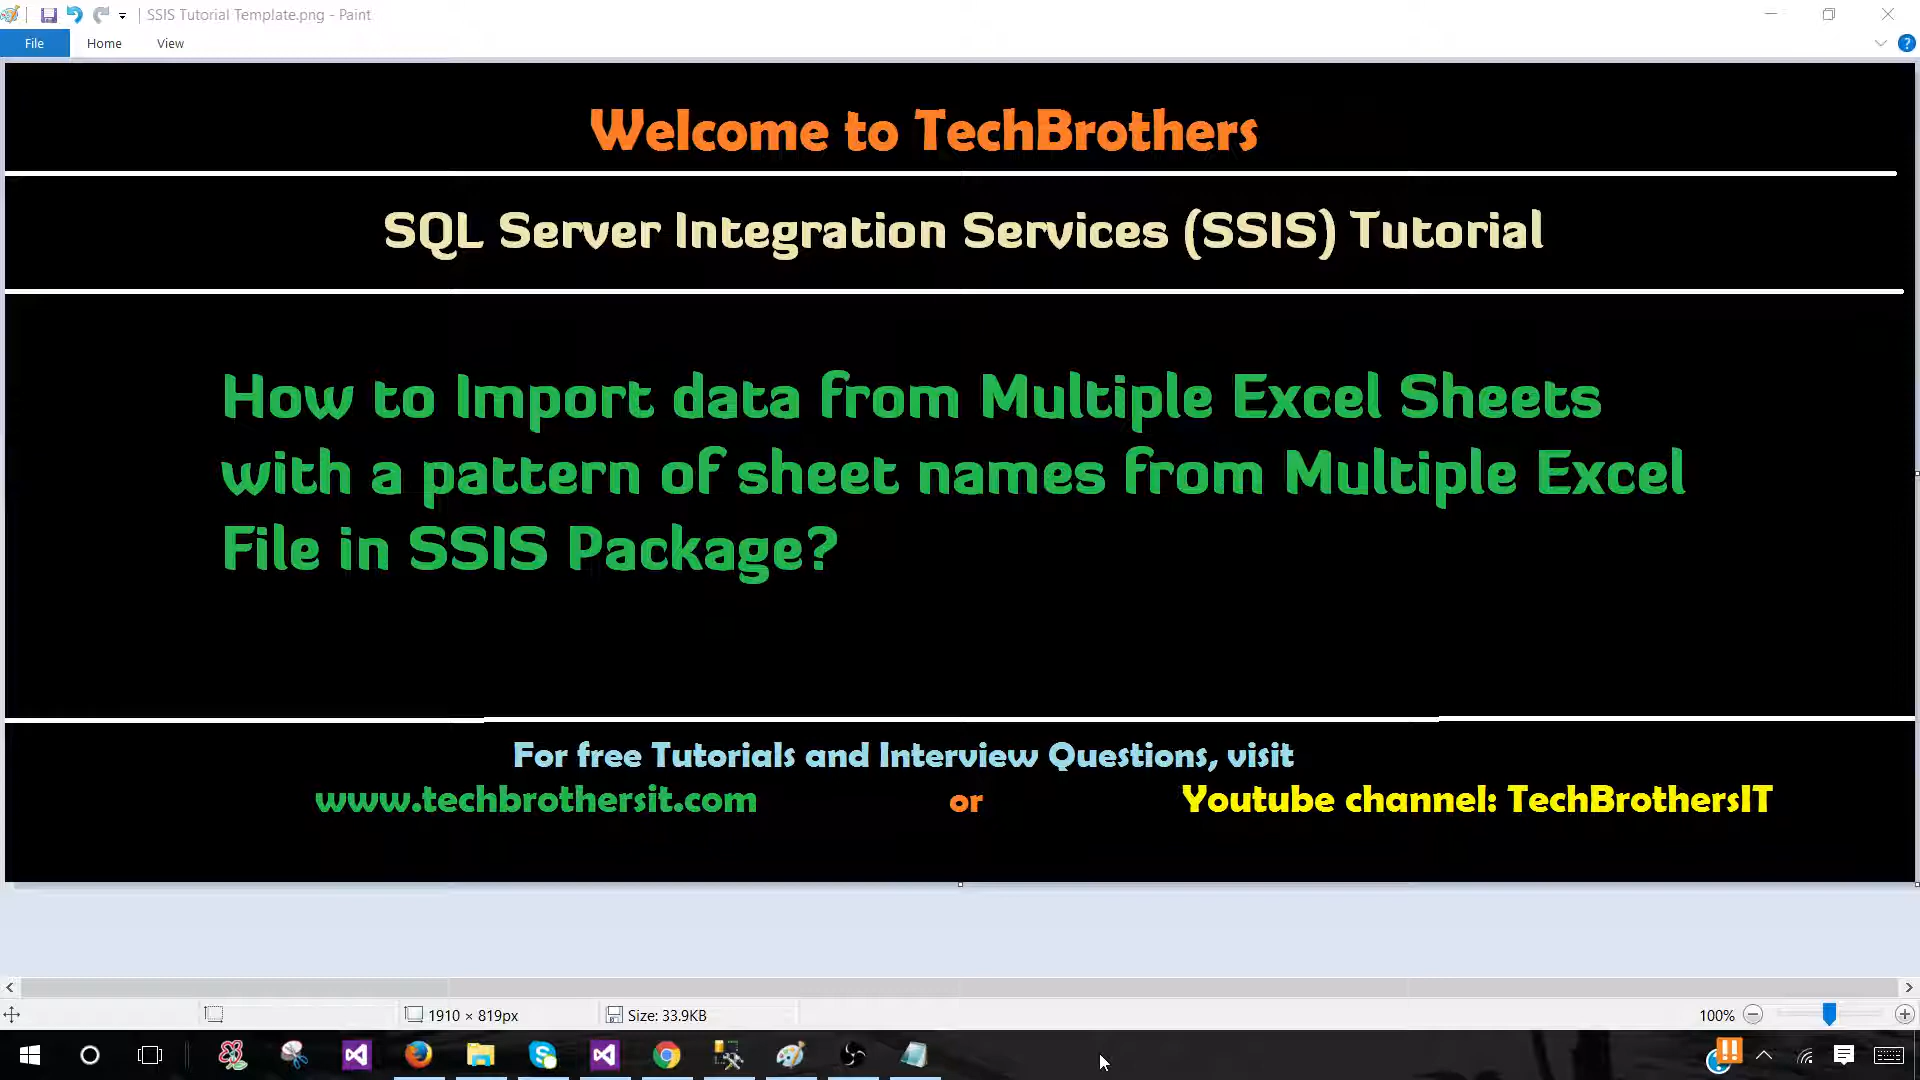 SSIS Tutorial Template.png - Paint
File Home View
Welcome to TechBrothers
SQL Server Integration Services (SSIS) Tutorial
How to Import data from Multiple Excel Sheets
with a pattern of sheet names from Multiple Excel
File in SSIS Package?
For free Tutorials and Interview Questions, visit
www.techbrothersit.com or Youtube channel: TechBrothersIT
1910 × 819px Size: 33.9KB 100%